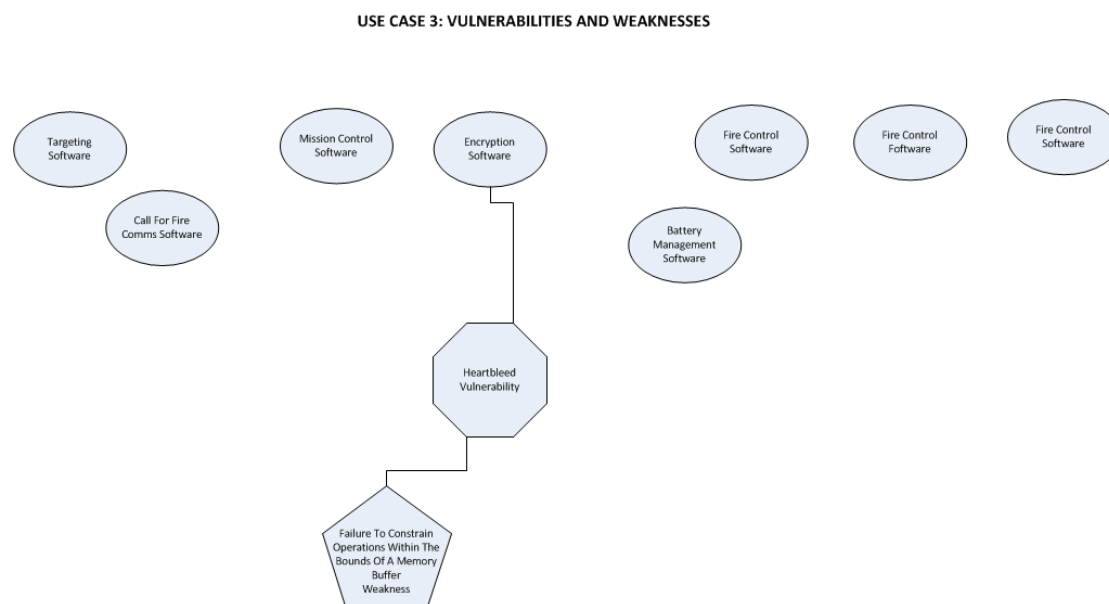 USE CASE 3: VULNERABILITIES AND WEAKNESSES
Targeting
Software
Call For Fire
Comms Software
Mission Control
Software
Encryption
Software
Fire Control
Software
Fire Control
Foftware
Fire Control
Software
Battery
Management
Software
Heartbleed
Vulnerability
Failure To Constrain
Operations Within The
Bounds Of A Memory
Buffer
Weakness